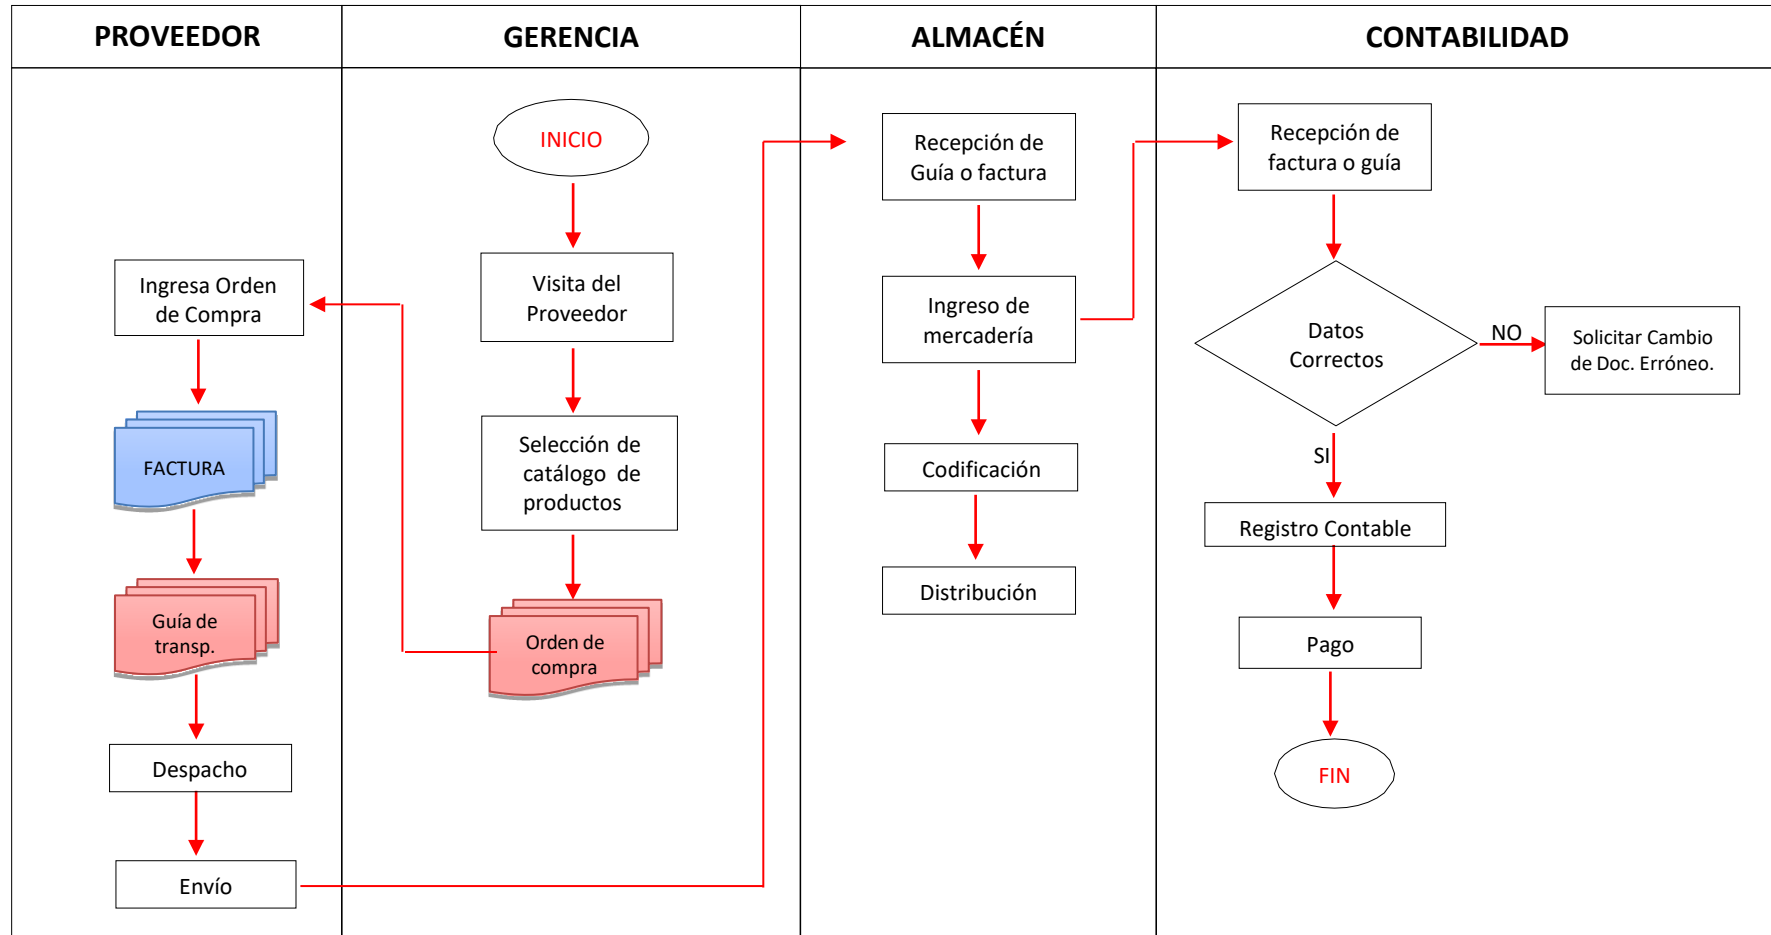 PROVEEDOR
GERENCIA
ALMACÉN
CONTABILIDAD
Ingresa Orden
de Compra
FACTURA
Guía de
transp.
Despacho
Envío
INICIO
Visita del
Proveedor
Selección de
catálogo de
productos
Orden de
compra
Recepción de
Guía o factura
Ingreso de
mercadería
Codificación
Distribución
Recepción de
factura o guía
Datos
Correctos
NO
Solicitar Cambio
de Doc. Erróneo.
SI
Registro Contable
Pago
FIN